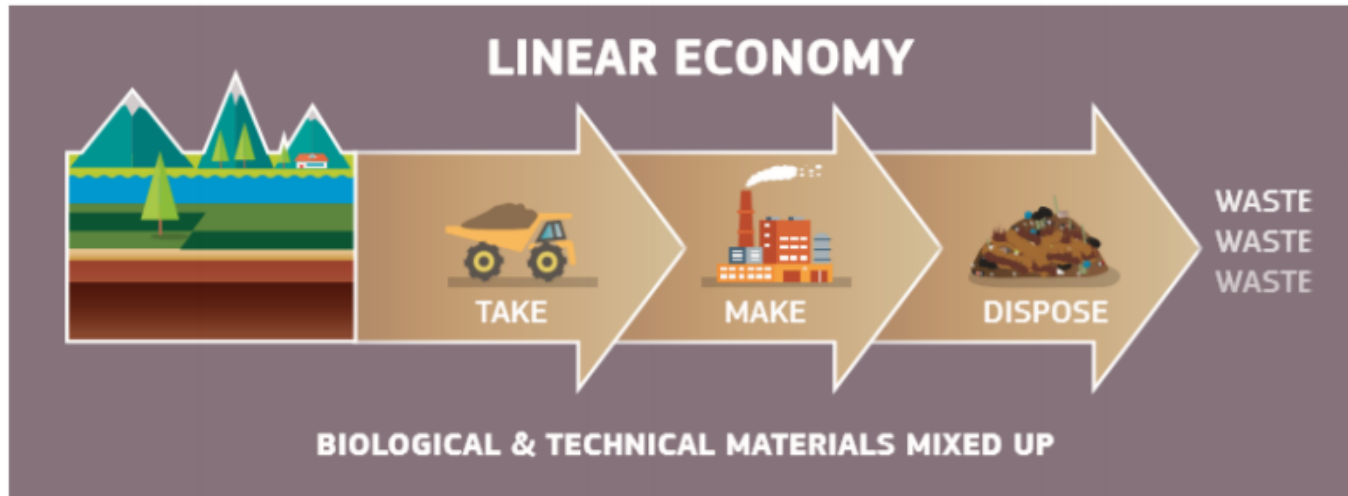 LINEAR ECONOMY
TAKE
MAKE
DISPOSE
WASTE
WASTE
WASTE
BIOLOGICAL & TECHNICAL MATERIALS MIXED UP